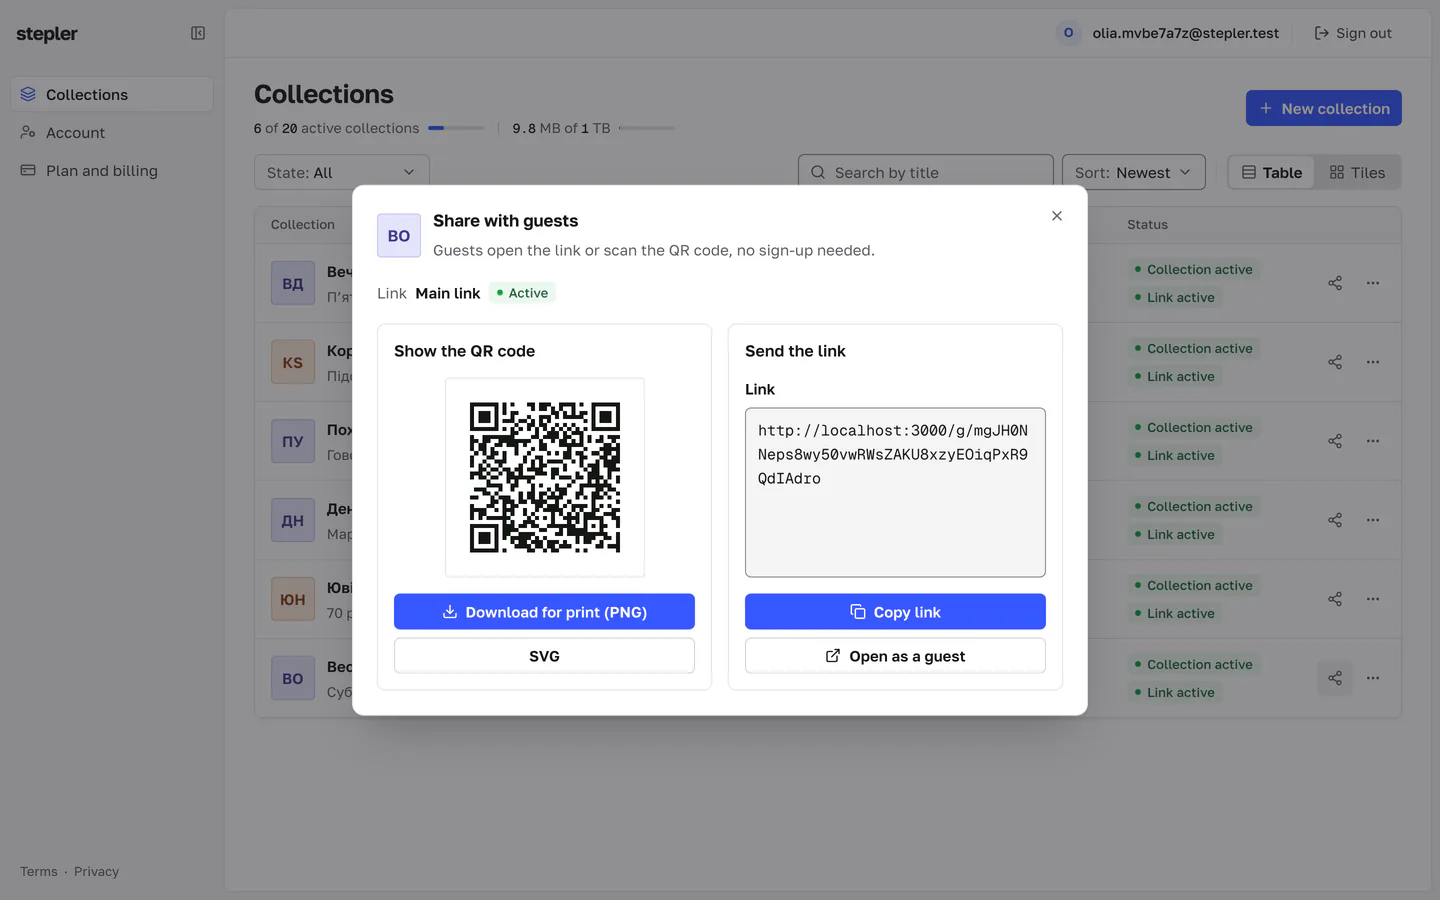 stepler
O olia.mvbe7a7z@stepler.test Sign out
Collections
Account
Plan and billing
Collections
6 of 20 active collections 9.8 MB of 1 TB
New collection
State: All
Search by title
Sort: Newest
Table Tiles
Collection Status
ВД
Collection active
Link active
KS
Collection active
Link active
ПУ
Collection active
Link active
ДН
Collection active
Link active
ЮН
70
Collection active
Link active
ВО
Collection active
Link active
ВО
Share with guests
Guests open the link or scan the QR code, no sign-up needed.
Link Main link Active
Show the QR code
Download for print (PNG)
SVG
Send the link
Link
http://localhost:3000/g/mgJH0N
Neps8wy50vwRWsZAKU8xzyEOiqPxR9
QdIAdro
Copy link
Open as a guest
Terms · Privacy